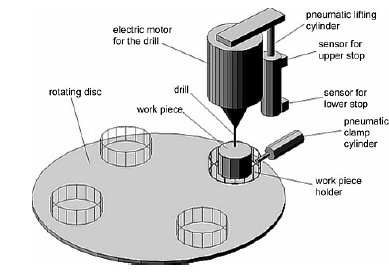 pneumatic lifting
cylinder
electric motor
for the drill
sensor for
upper stop
drill
rotating disc
work piece
sensor for
lower stop
pneumatic
clamp
cylinder
work piece
holder